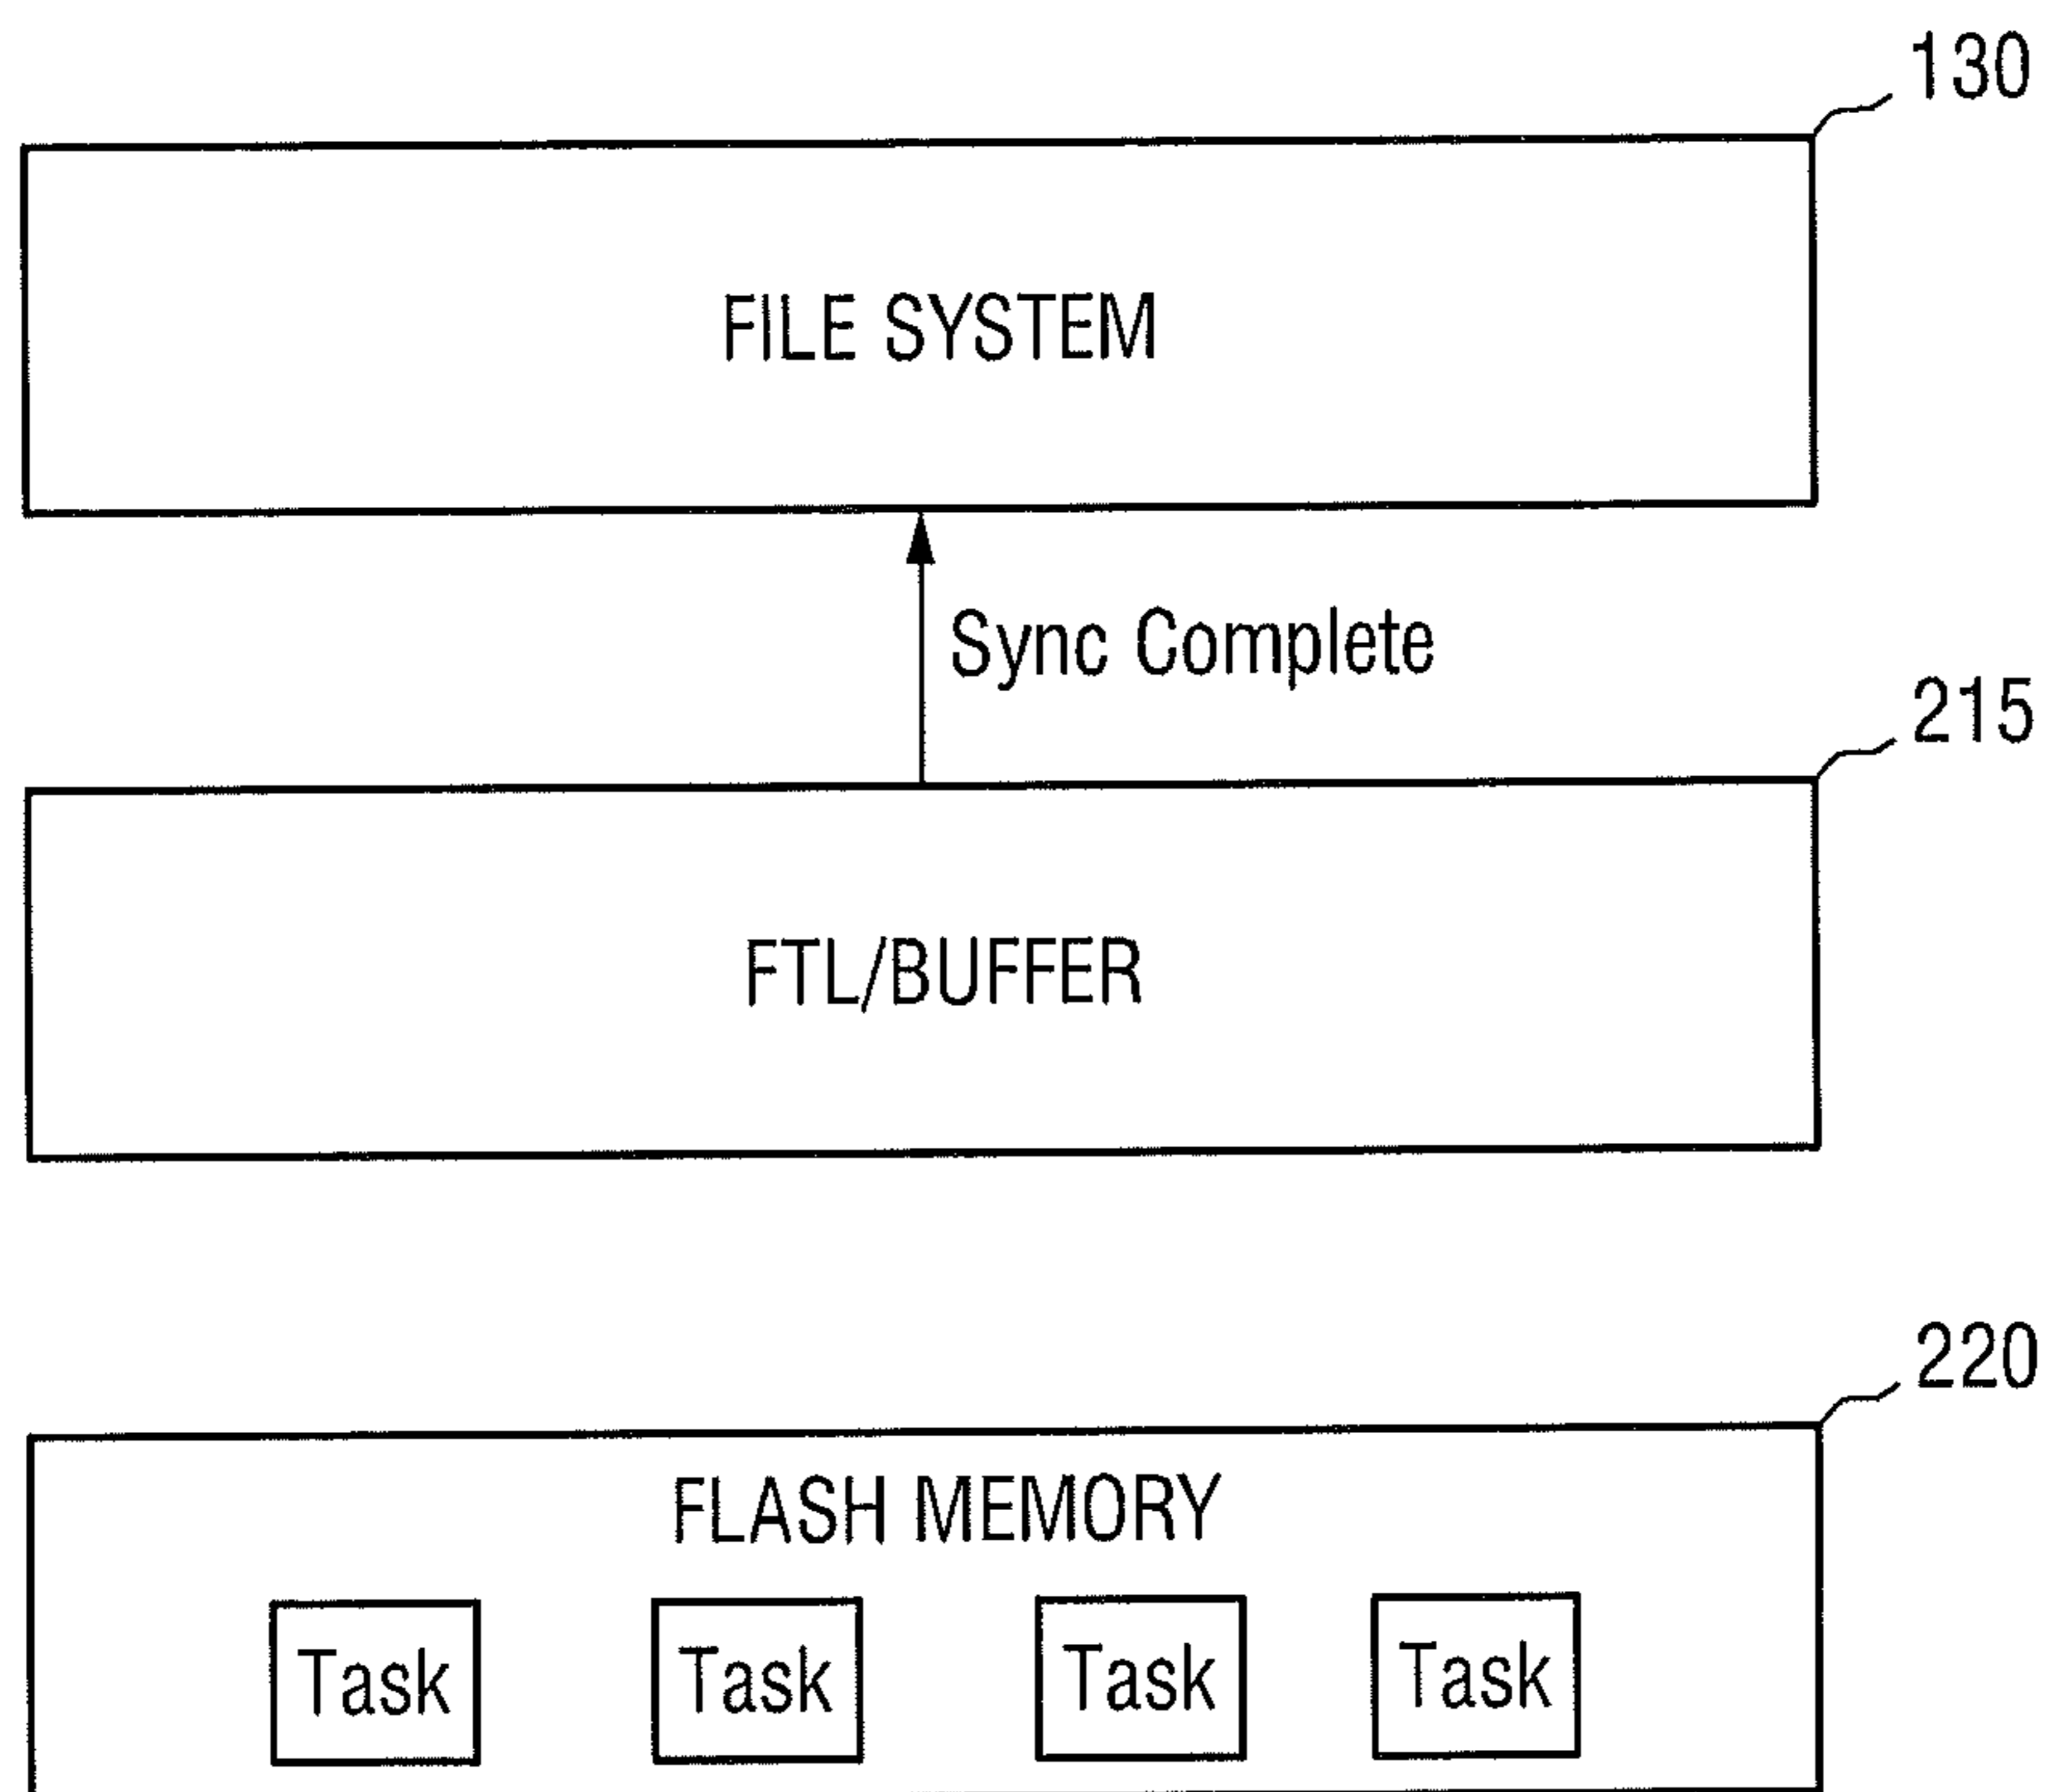 130
FILE SYSTEM
Sync Complete
215
FTL/BUFFER
220
FLASH MEMORY
Task Task Task Task